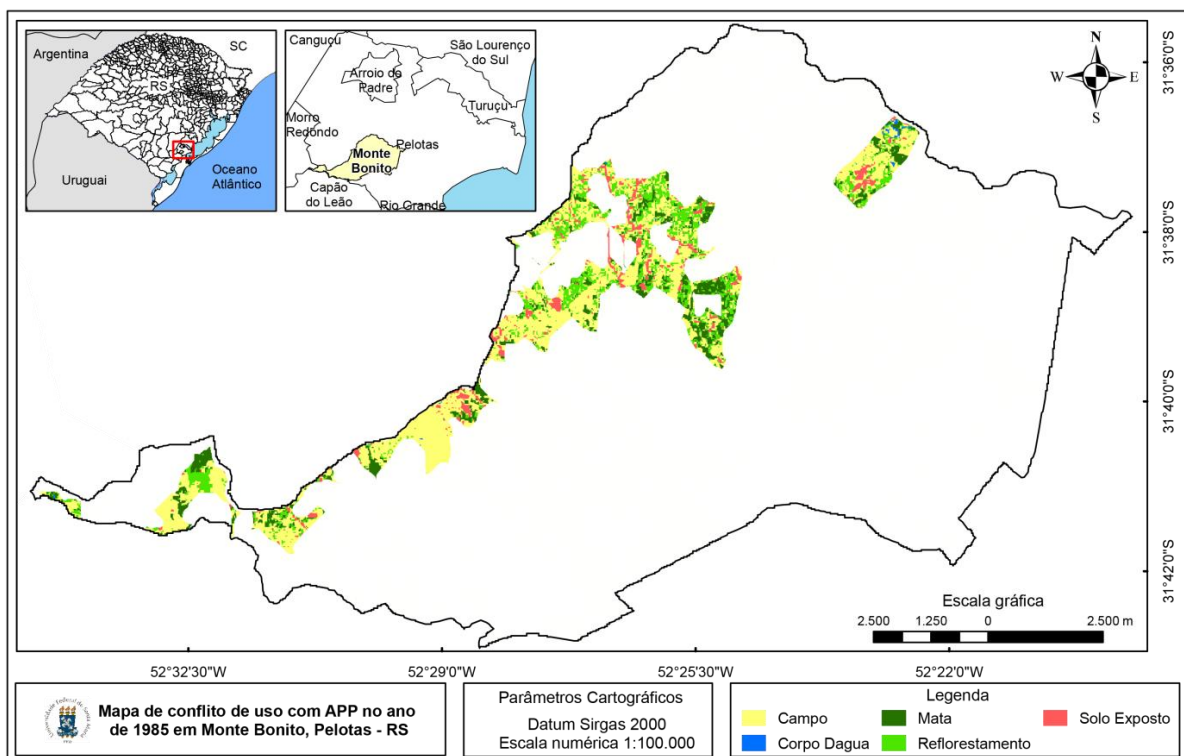 Argentina
SC
RS
Uruguai
Oceano
Atlântico
Canguçu
São Lourenço
do Sul
Arroio do
Padre
Turuçu
Morro
Redondo
Pelotas
Monte
Bonito
Capão
do Leão
Rio Grande
N
W
E
S
31°36'0"S
31°38'0"S
31°40'0"S
31°42'0"S
Escala gráfica
2.500 1.250 0 2.500 m
52°32'30"W 52°29'0"W 52°25'30"W 52°22'0"W
Mapa de conflito de uso com APP no ano
de 1985 em Monte Bonito, Pelotas - RS
Parâmetros Cartográficos
Datum Sirgas 2000
Escala numérica 1:100.000
Legenda
Campo Mata Solo Exposto
Corpo Dagua Reflorestamento